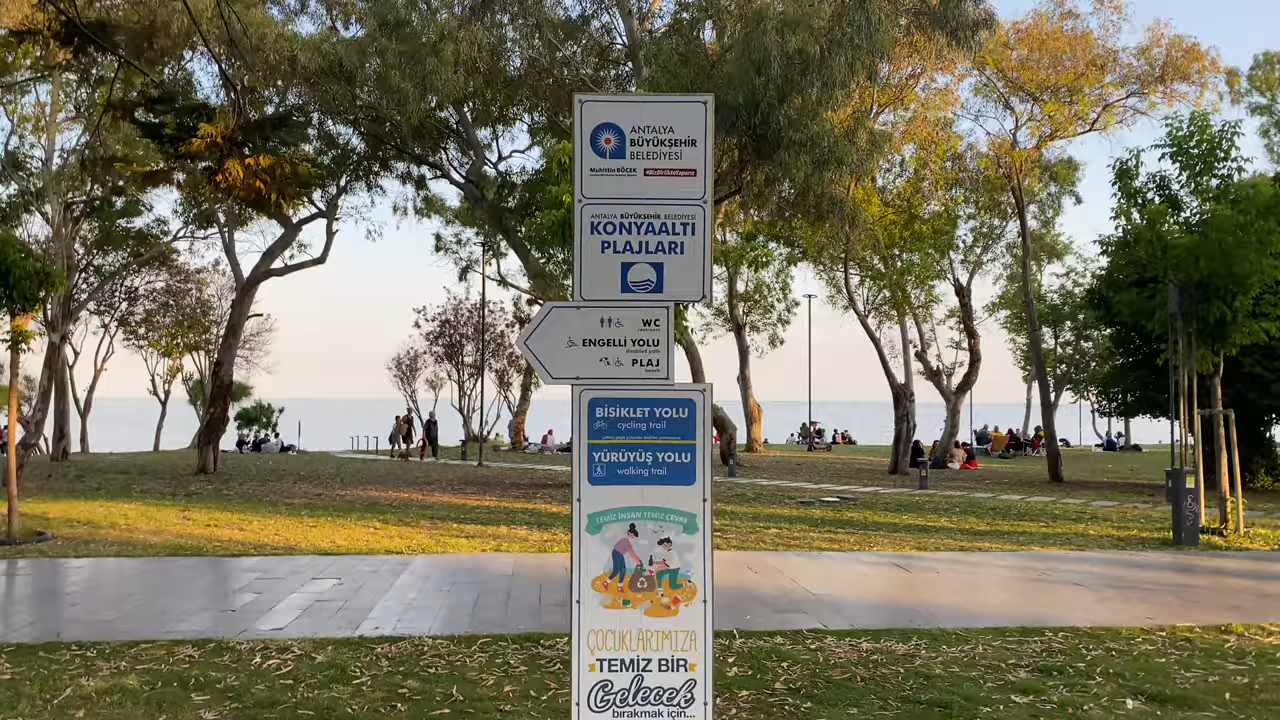 ANTALYA
BÜYÜKŞEHİR
BELEDİYESİ
Muhittin BÖCEK
#BizBirlikteYaparız
ANTALYA BÜYÜKŞEHİR BELEDİYESİ
KONYAALTI
PLAJLARI
WC
restroom
ENGELLİ YOLU
disabled path
PLAJ
beach
BİSİKLET YOLU
cycling trail
YÜRÜYÜŞ YOLU
walking trail
TEMİZ İNSAN TEMİZ ÇEVRE
ÇOCUKLARIMIZA
TEMİZ BİR
Gelecek
bırakmak için...